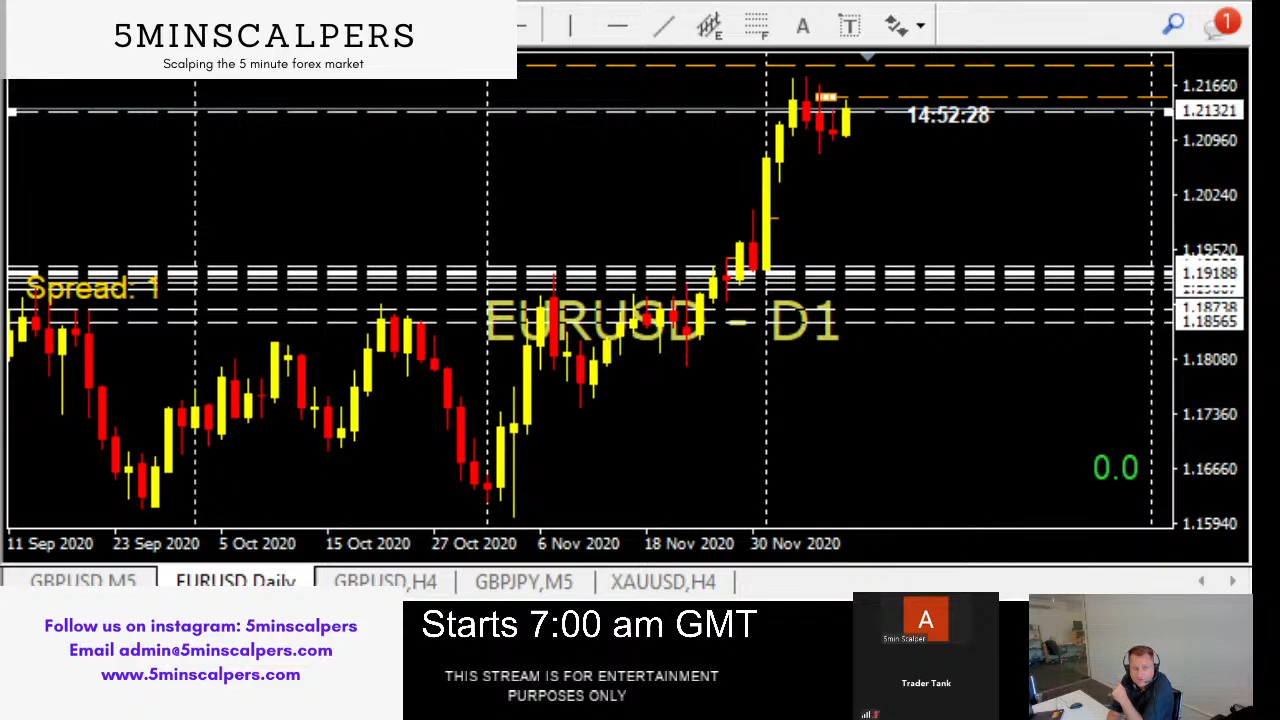 5MINSCALPERS
Scalping the 5 minute forex market
E
F
A
T
1
14:52:28
1.21660
1.21321
1.20960
1.20240
1.19520
1.19188
1.18738
1.18565
1.18080
1.17360
1.16660
1.15940
Spread: 1
EURUSD - D1
0.0
11 Sep 2020
23 Sep 2020
5 Oct 2020
15 Oct 2020
27 Oct 2020
6 Nov 2020
18 Nov 2020
30 Nov 2020
GBPUSD,M5
EURUSD,Daily
GBPUSD,H4
GBPJPY,M5
XAUUSD,H4
Follow us on instagram: 5minscalpers
Email admin@5minscalpers.com
www.5minscalpers.com
Starts 7:00 am GMT
THIS STREAM IS FOR ENTERTAINMENT
PURPOSES ONLY
A
5min Scalper
Trader Tank